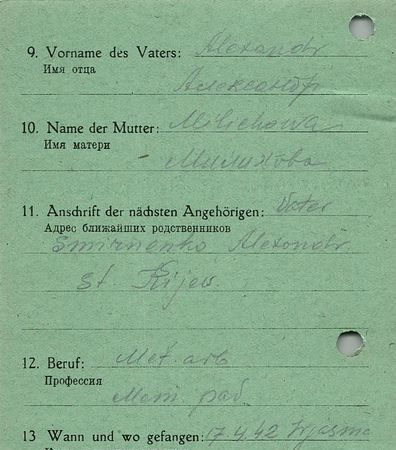 9. Vorname des Vaters: Alexandr
Имя отца
Александр
10. Name der Mutter: Milichowa
Имя матери
Милихова
11. Anschrift der nächsten Angehörigen: Vater
Адрес ближайших родственников
Smirnenko Alexandr.
St. Kijew.
12. Beruf: Met. arb
Профессия
Мет. раб.
13 Wann und wo gefangen: 17.4.42 Wjasma